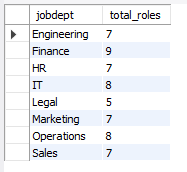 jobdept total_roles
Engineering 7
Finance 9
HR 7
IT 8
Legal 5
Marketing 7
Operations 8
Sales 7